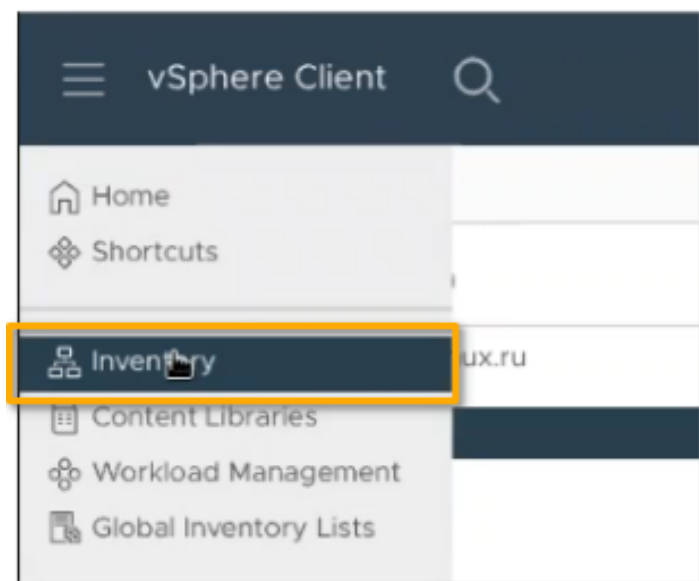 vSphere Client
Home
Shortcuts
Inventory
ux.ru
Content Libraries
Workload Management
Global Inventory Lists